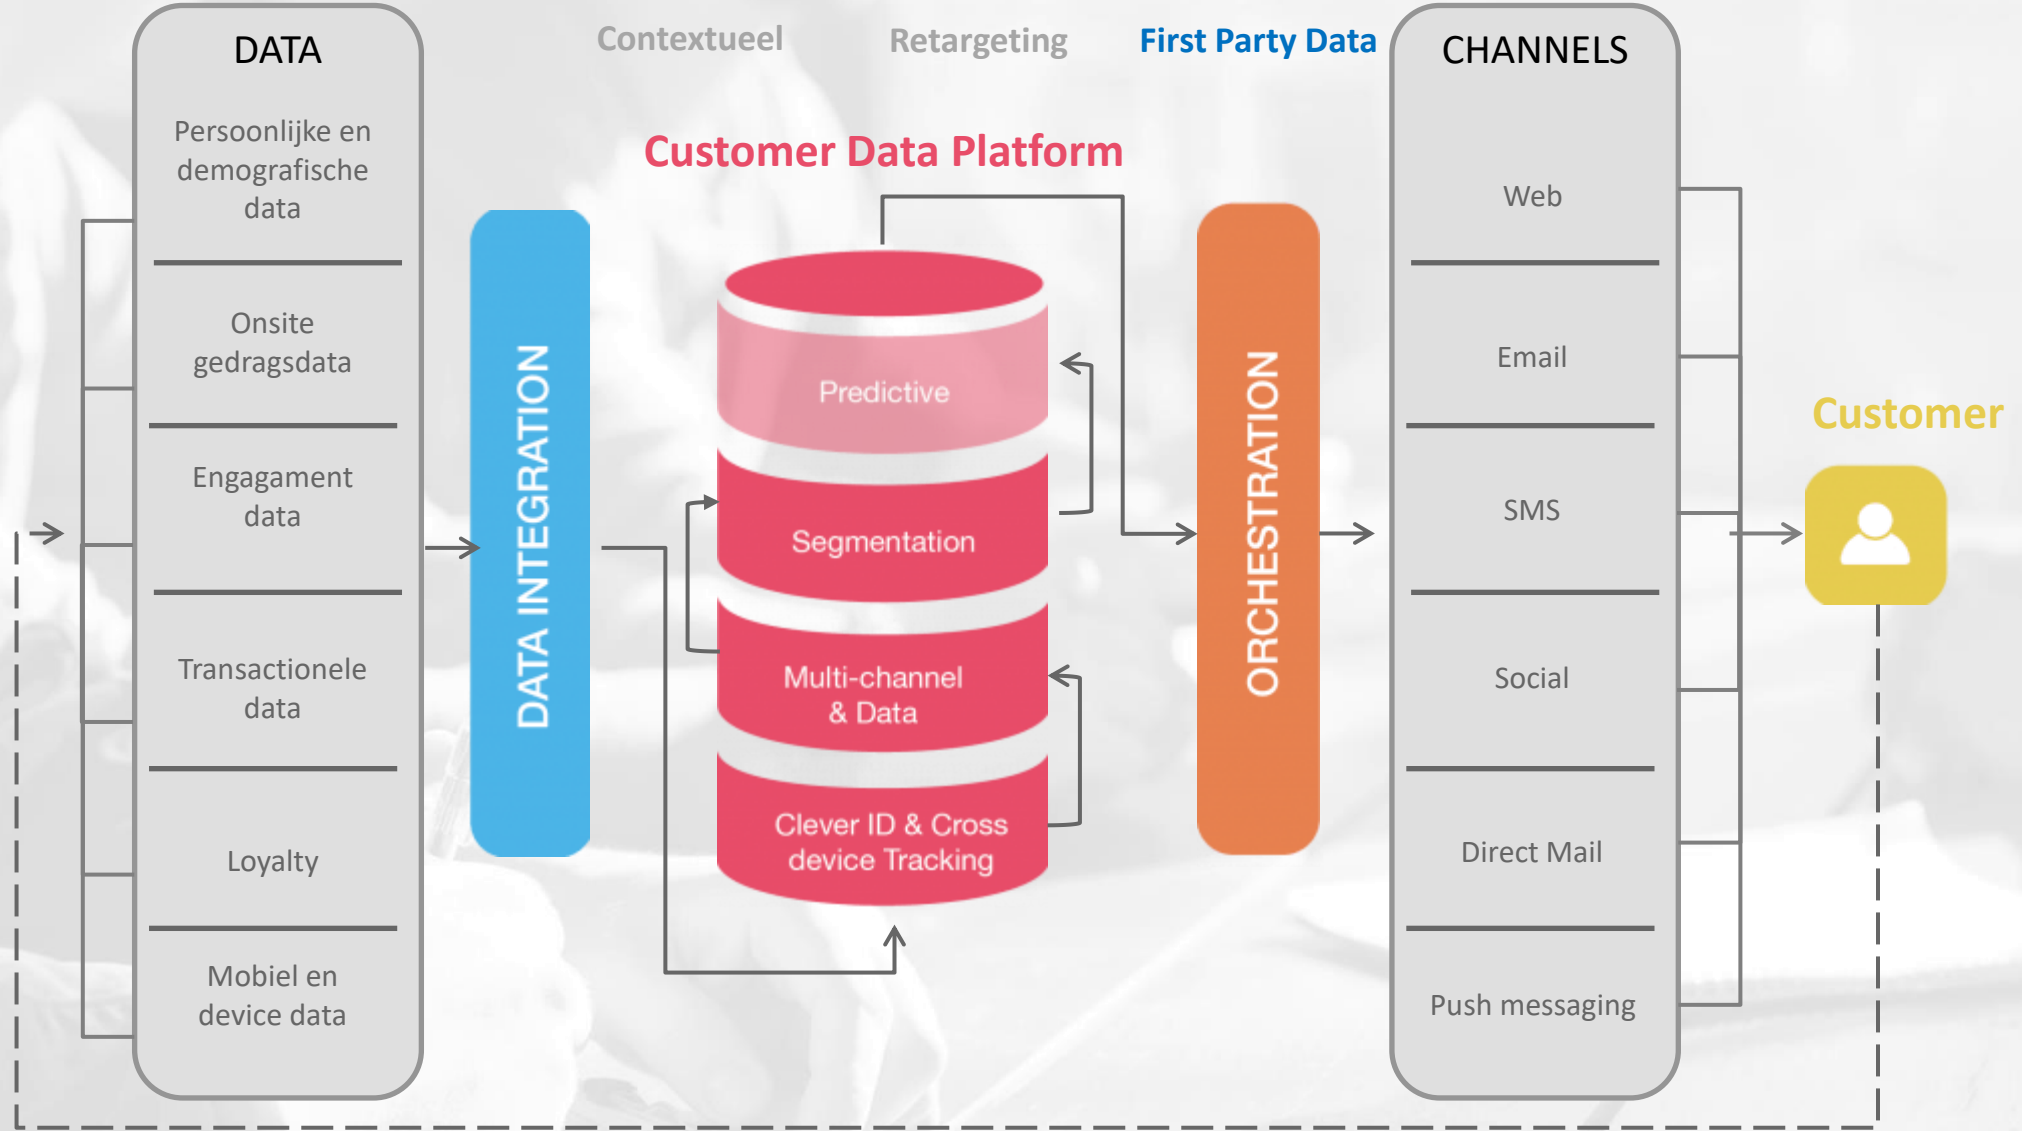 Contextueel
Retargeting
First Party Data
DATA
Persoonlijke en
demografische
data
Onsite
gedragsdata
Engagament
data
Transactionele
data
Loyalty
Mobiel en
device data
DATA INTEGRATION
Customer Data Platform
Predictive
Segmentation
Multi-channel
& Data
Clever ID & Cross
device Tracking
ORCHESTRATION
CHANNELS
Web
Email
SMS
Social
Direct Mail
Push messaging
Customer